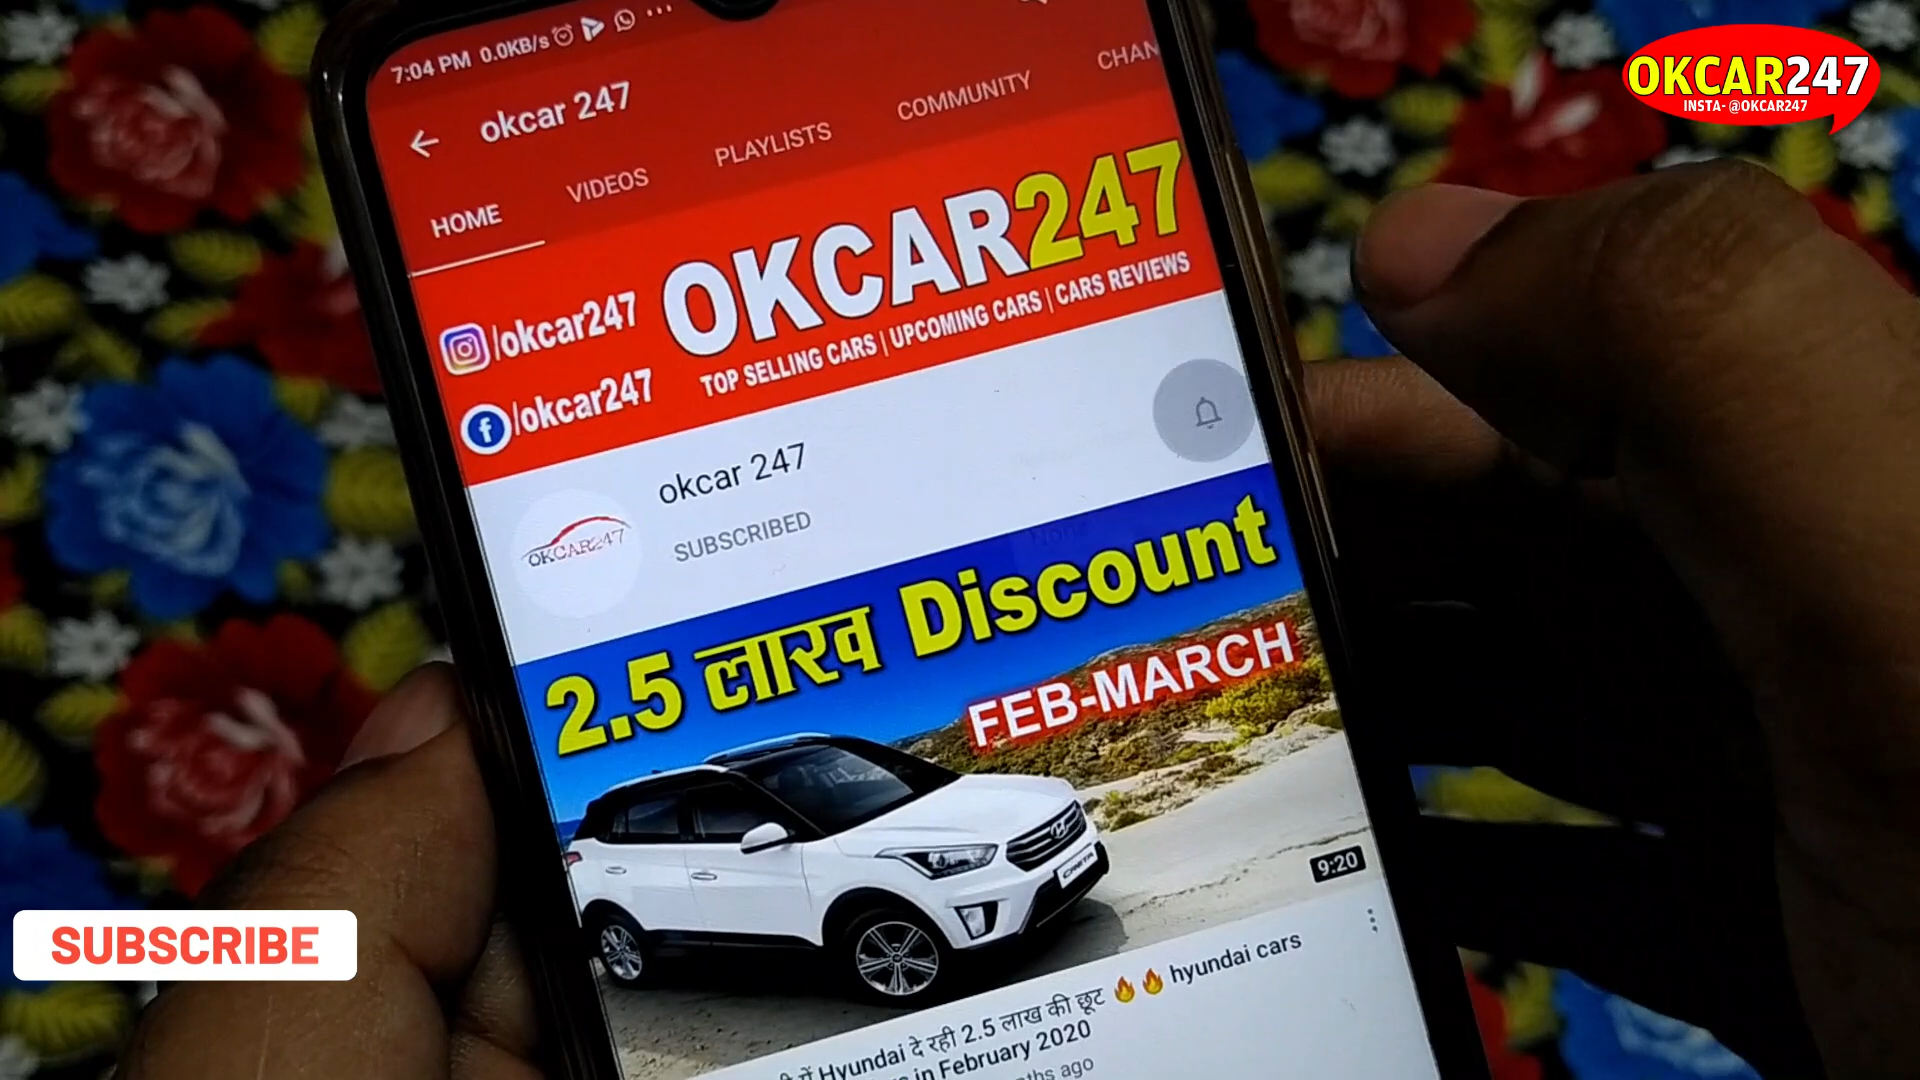 7:04 PM 0.0KB/s
okcar 247
HOME VIDEOS PLAYLISTS COMMUNITY CHAN
/okcar247
/okcar247
OKCAR247
TOP SELLING CARS | UPCOMING CARS | CARS REVIEWS
okcar 247
SUBSCRIBED
OKCAR247
2.5 लाख Discount
FEB-MARCH
CRETA
9:20
में Hyundai दे रही 2.5 लाख की छूट 🔥🔥 hyundai cars
in February 2020
ago
OKCAR247
INSTA- @OKCAR247
SUBSCRIBE